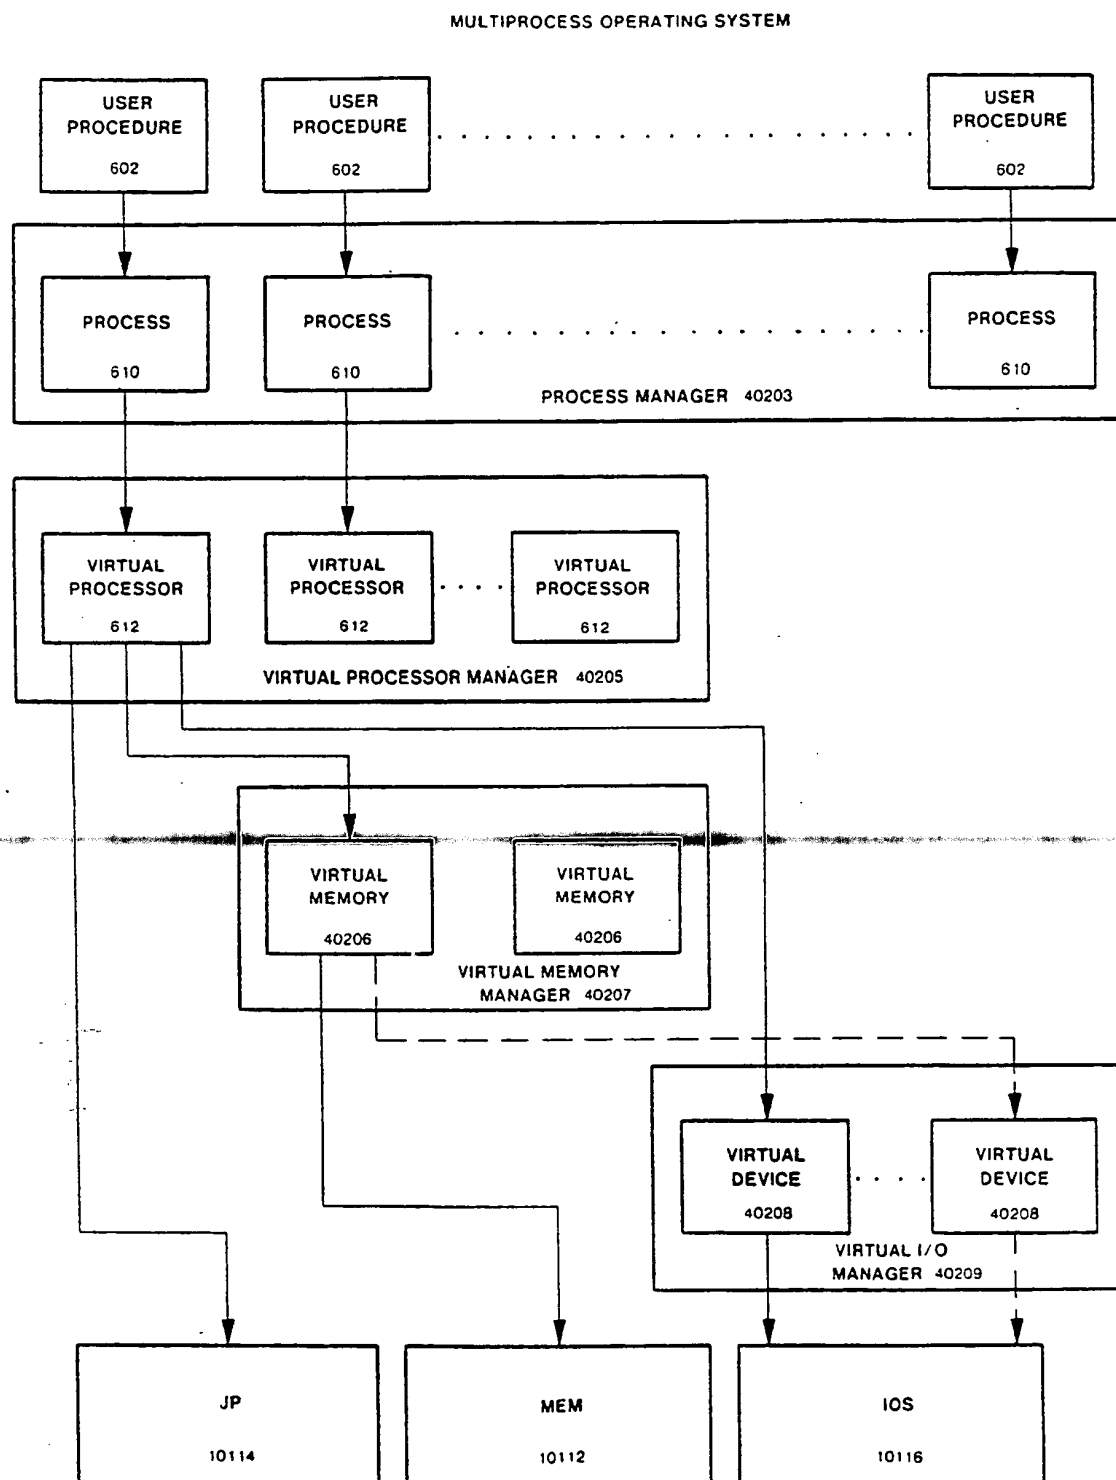 MULTIPROCESS OPERATING SYSTEM
USER
PROCEDURE
602
USER
PROCEDURE
602
USER
PROCEDURE
602
PROCESS
610
PROCESS
610
PROCESS
610
PROCESS MANAGER 40203
VIRTUAL
PROCESSOR
612
VIRTUAL
PROCESSOR
612
VIRTUAL
PROCESSOR
612
VIRTUAL PROCESSOR MANAGER 40205
VIRTUAL
MEMORY
40206
VIRTUAL
MEMORY
40206
VIRTUAL MEMORY
MANAGER 40207
VIRTUAL
DEVICE
40208
VIRTUAL
DEVICE
40208
VIRTUAL I/O
MANAGER 40209
JP
10114
MEM
10112
IOS
10116